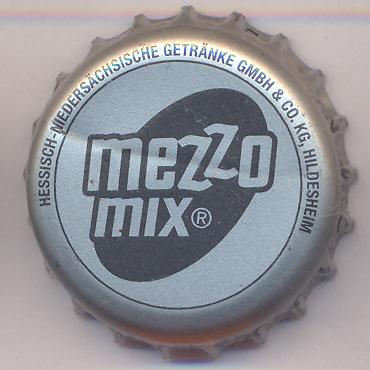 HESSISCH-NIEDERSÄCHSISCHE GETRÄNKE GMBH & CO. KG, HILDESHEIM
mezzo
mix®